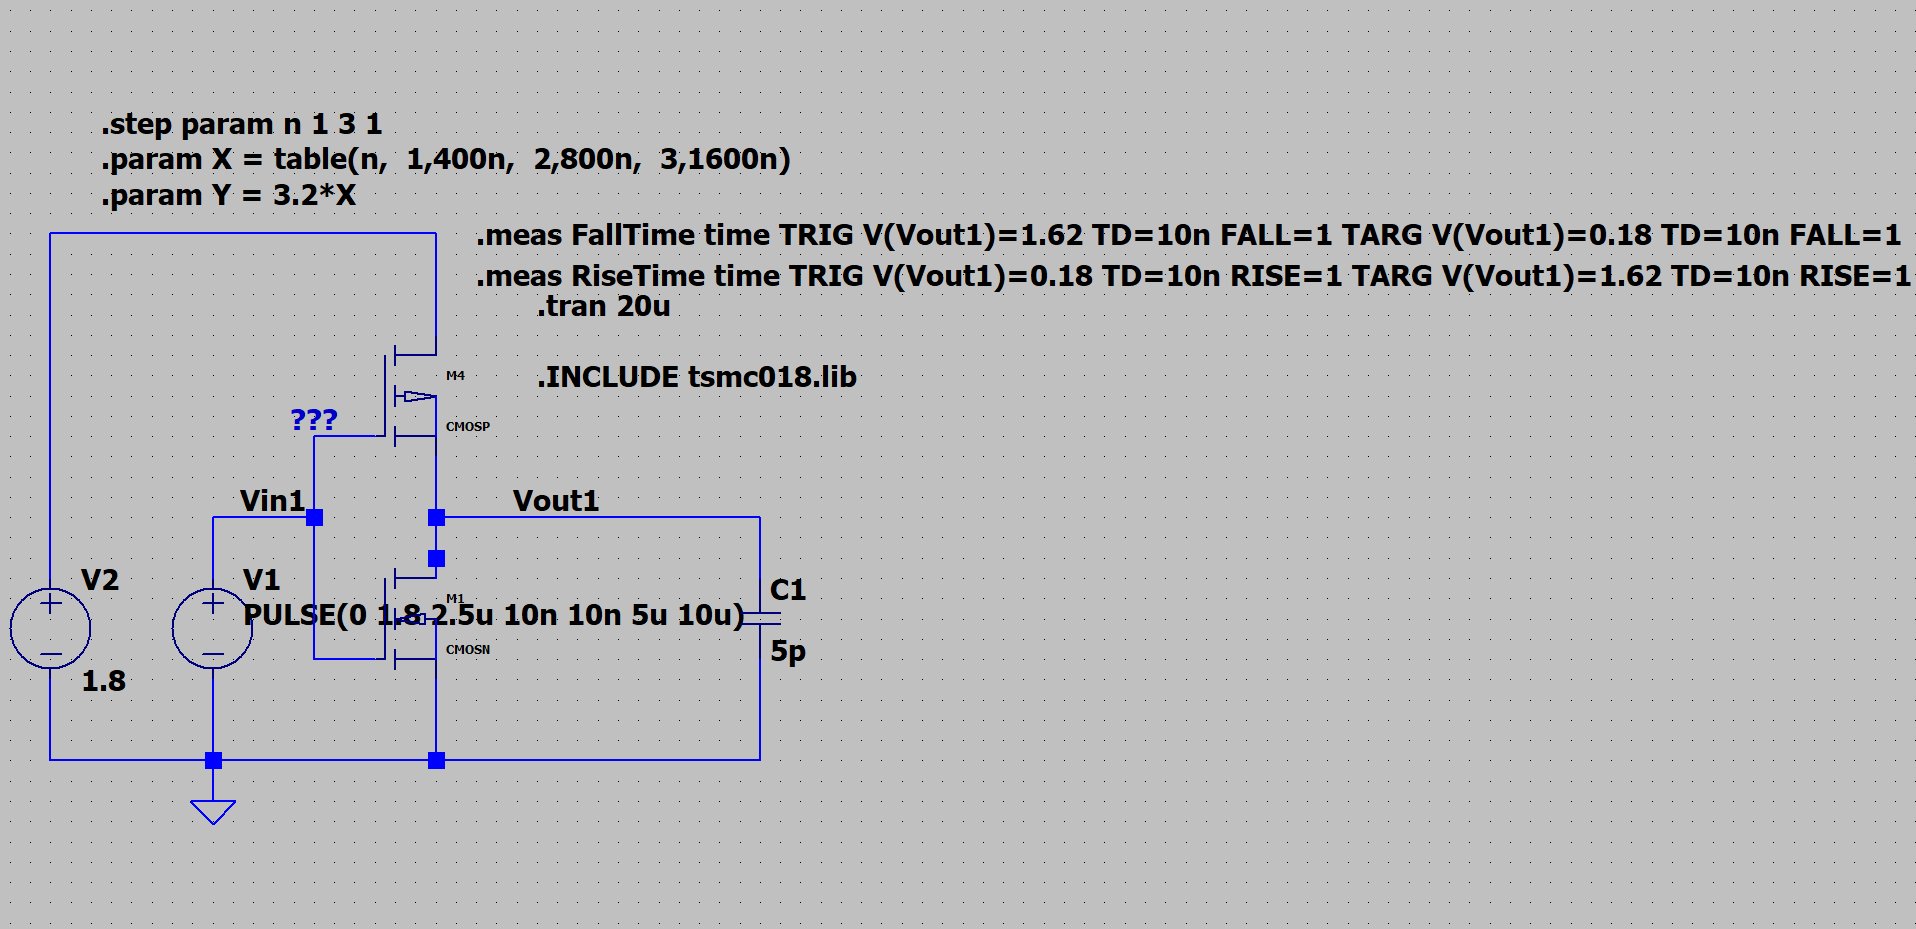 .step param n 1 3 1
.param X = table(n,  1,400n,  2,800n,  3,1600n)
.param Y = 3.2*X
.meas FallTime time TRIG V(Vout1)=1.62 TD=10n FALL=1 TARG V(Vout1)=0.18 TD=10n FALL=1
.meas RiseTime time TRIG V(Vout1)=0.18 TD=10n RISE=1 TARG V(Vout1)=1.62 TD=10n RISE=1
.tran 20u
M4
.INCLUDE tsmc018.lib
???
CMOSP
Vin1
Vout1
V2
V1
C1
M1
PULSE(0 1.8 2.5u 10n 10n 5u 10u)
CMOSN
5p
1.8